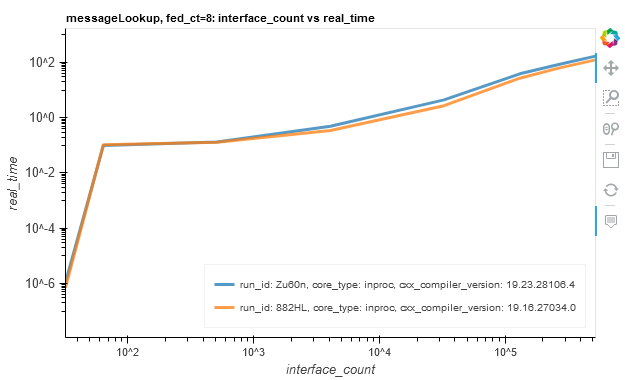 messageLookup, fed_ct=8: interface_count vs real_time
10^2
10^0
10^-2
10^-4
10^-6
real_time
run_id: Zu60n, core_type: inproc, cxx_compiler_version: 19.23.28106.4
run_id: 882HL, core_type: inproc, cxx_compiler_version: 19.16.27034.0
10^2
10^3
10^4
10^5
interface_count